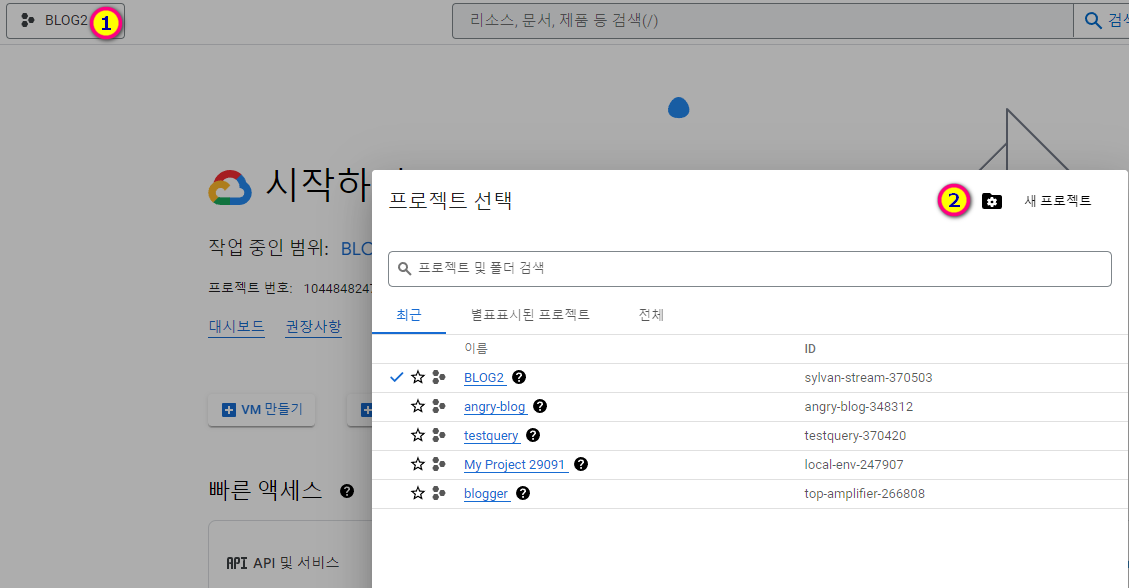 BLOG2
1
리소스, 문서, 제품 등 검색(/)
시작하
프로젝트 선택
2
새 프로젝트
작업 중인 범위:
프로젝트 및 폴더 검색
프로젝트 번호: 1044848247
최근 별표표시된 프로젝트 전체
대시보드 권장사항
이름 ID
BLOG2 sylvan-stream-370503
angry-blog angry-blog-348312
VM 만들기
testquery testquery-370420
My Project 29091 local-env-247907
빠른 액세스
blogger top-amplifier-266808
API API 및 서비스